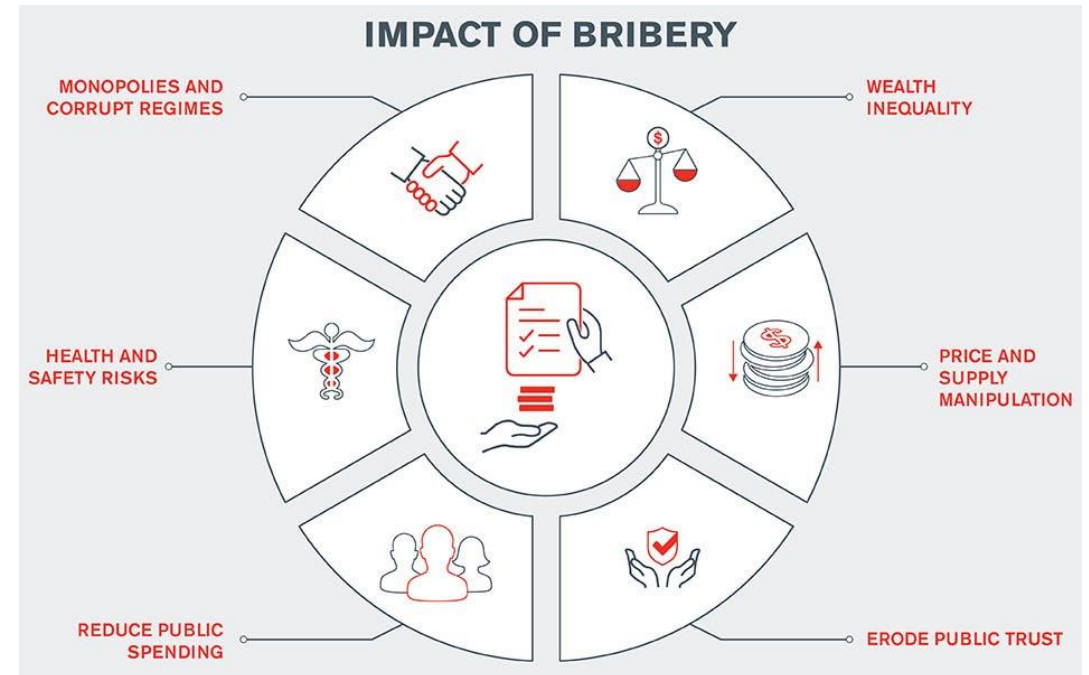 IMPACT OF BRIBERY
MONOPOLIES AND
CORRUPT REGIMES
WEALTH
INEQUALITY
HEALTH AND
SAFETY RISKS
PRICE AND
SUPPLY
MANIPULATION
REDUCE PUBLIC
SPENDING
ERODE PUBLIC TRUST
$
$